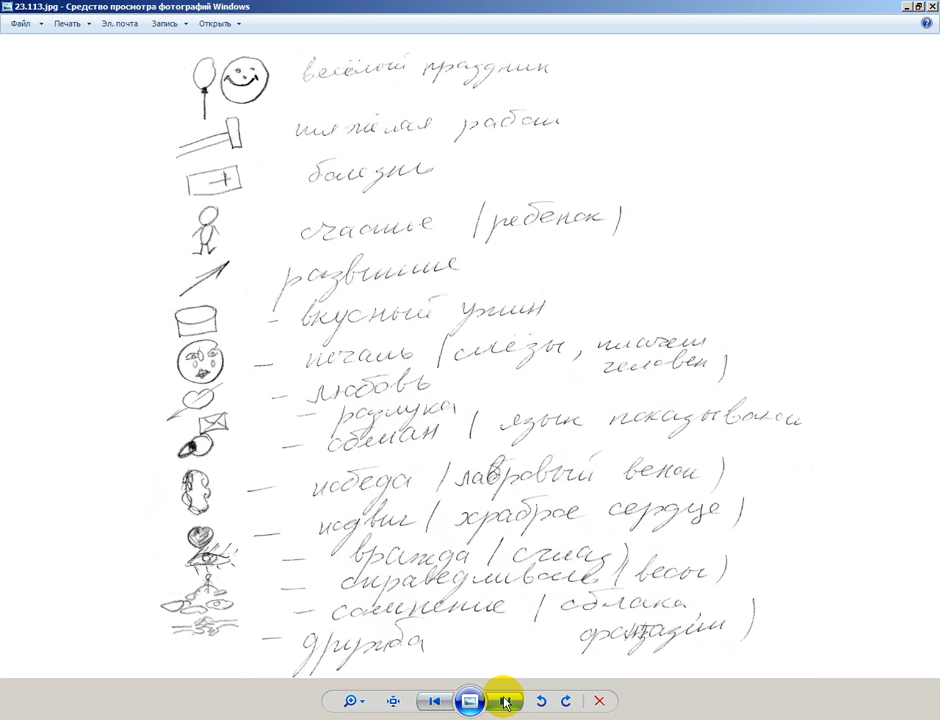 23.113.jpg - Средство просмотра фотографий Windows
Файл Печать Эл. почта Запись Открыть
весёлый праздник
тяжёлая работа
болезнь
счастье (ребенок)
развитие
- вкусный ужин
- печаль (слёзы, плачет
человек)
- любовь
- разлука
- обман ( язык показывает
- победа (лавровый венок)
- подвиг (храброе сердце)
- вражда (
- справедливость (весы)
- сомнение (облака,
фантазии)
- дружба